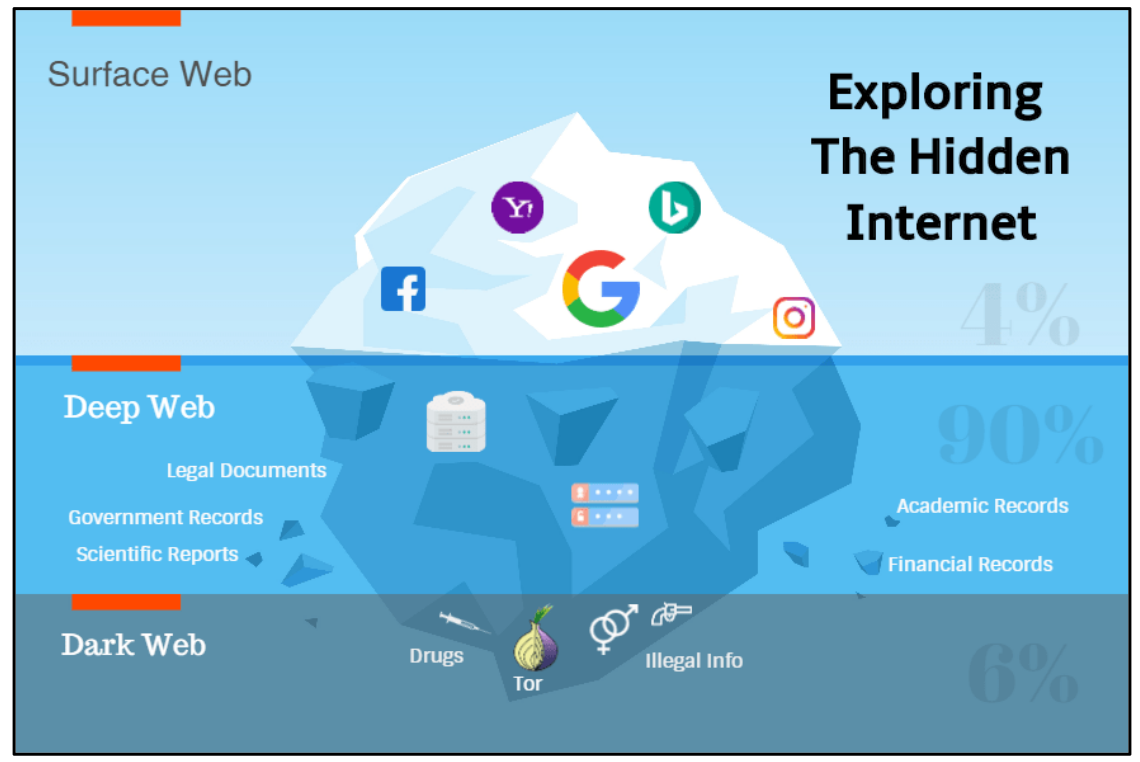 Surface Web
Exploring
The Hidden
Internet
4%
Deep Web
90%
Legal Documents
Government Records
Scientific Reports
Academic Records
Financial Records
Dark Web
Drugs
Tor
Illegal Info
6%